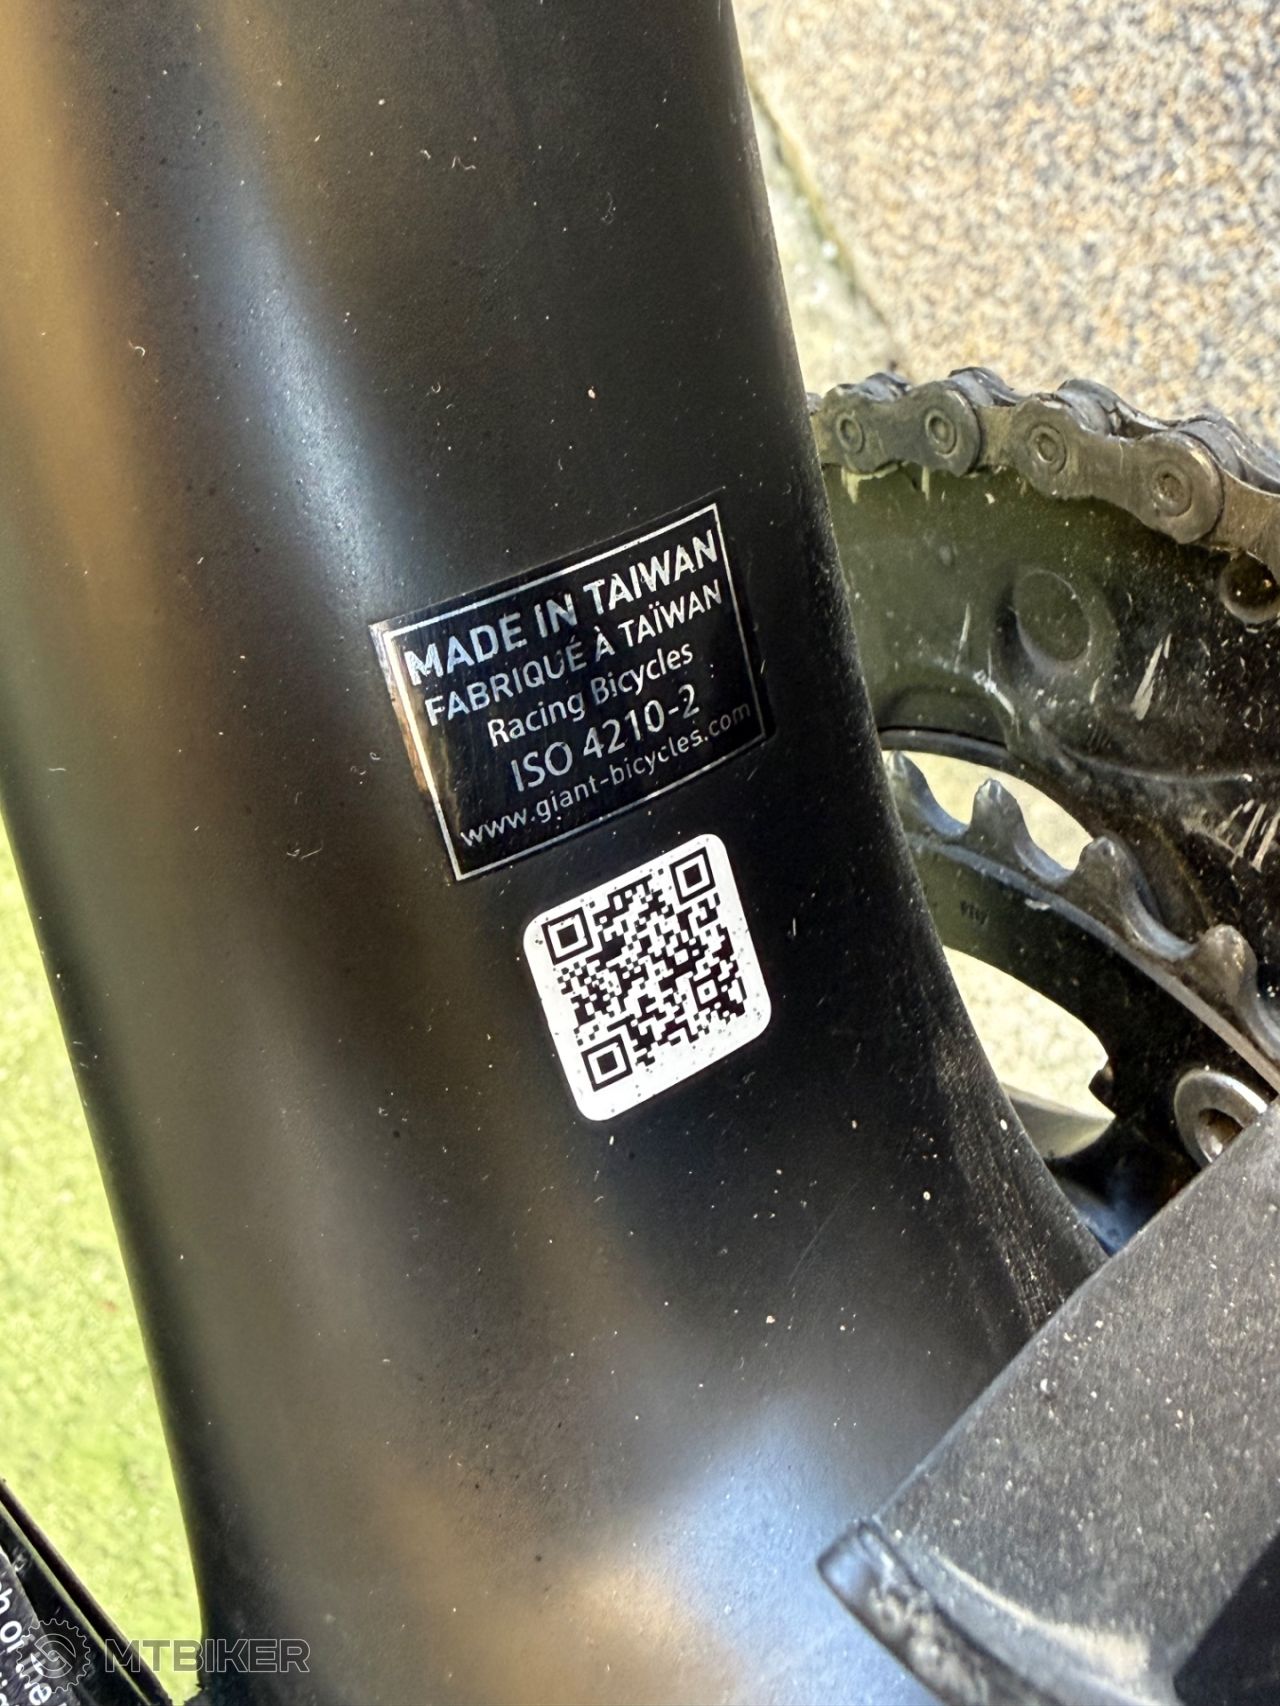 MADE IN TAIWAN
FABRIQUÉ À TAÏWAN
Racing Bicycles
ISO 4210-2
www.giant-bicycles.com
MTBIKER